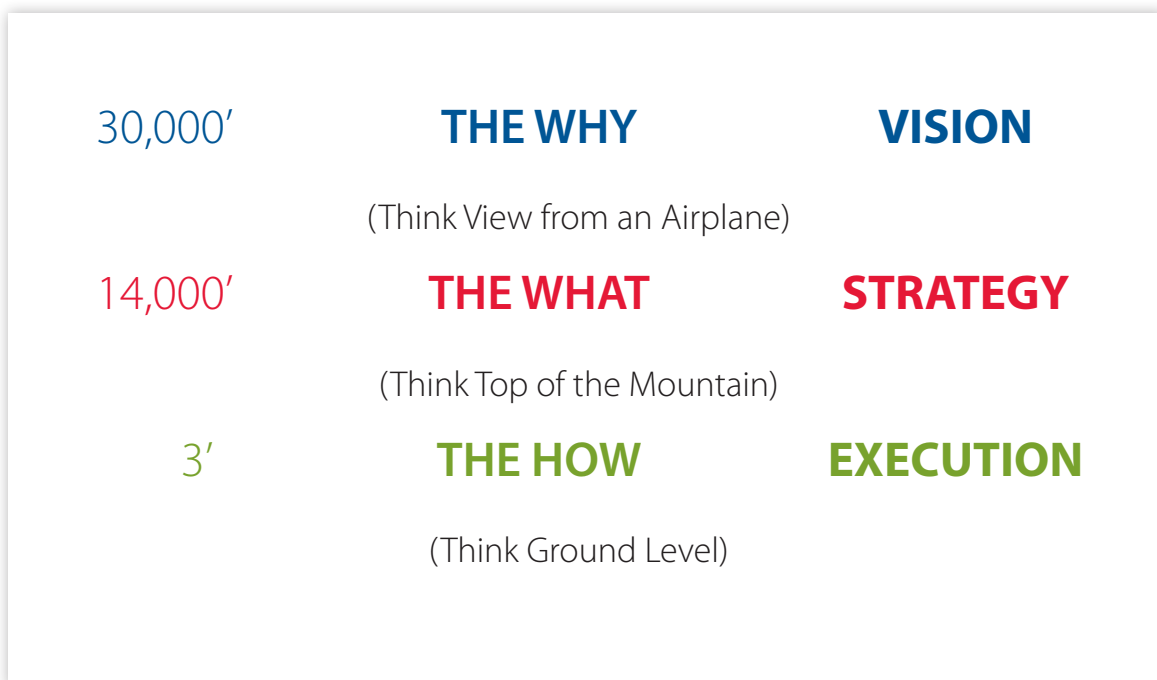 30,000’ THE WHY VISION
(Think View from an Airplane)
14,000’ THE WHAT STRATEGY
(Think Top of the Mountain)
3’ THE HOW EXECUTION
(Think Ground Level)